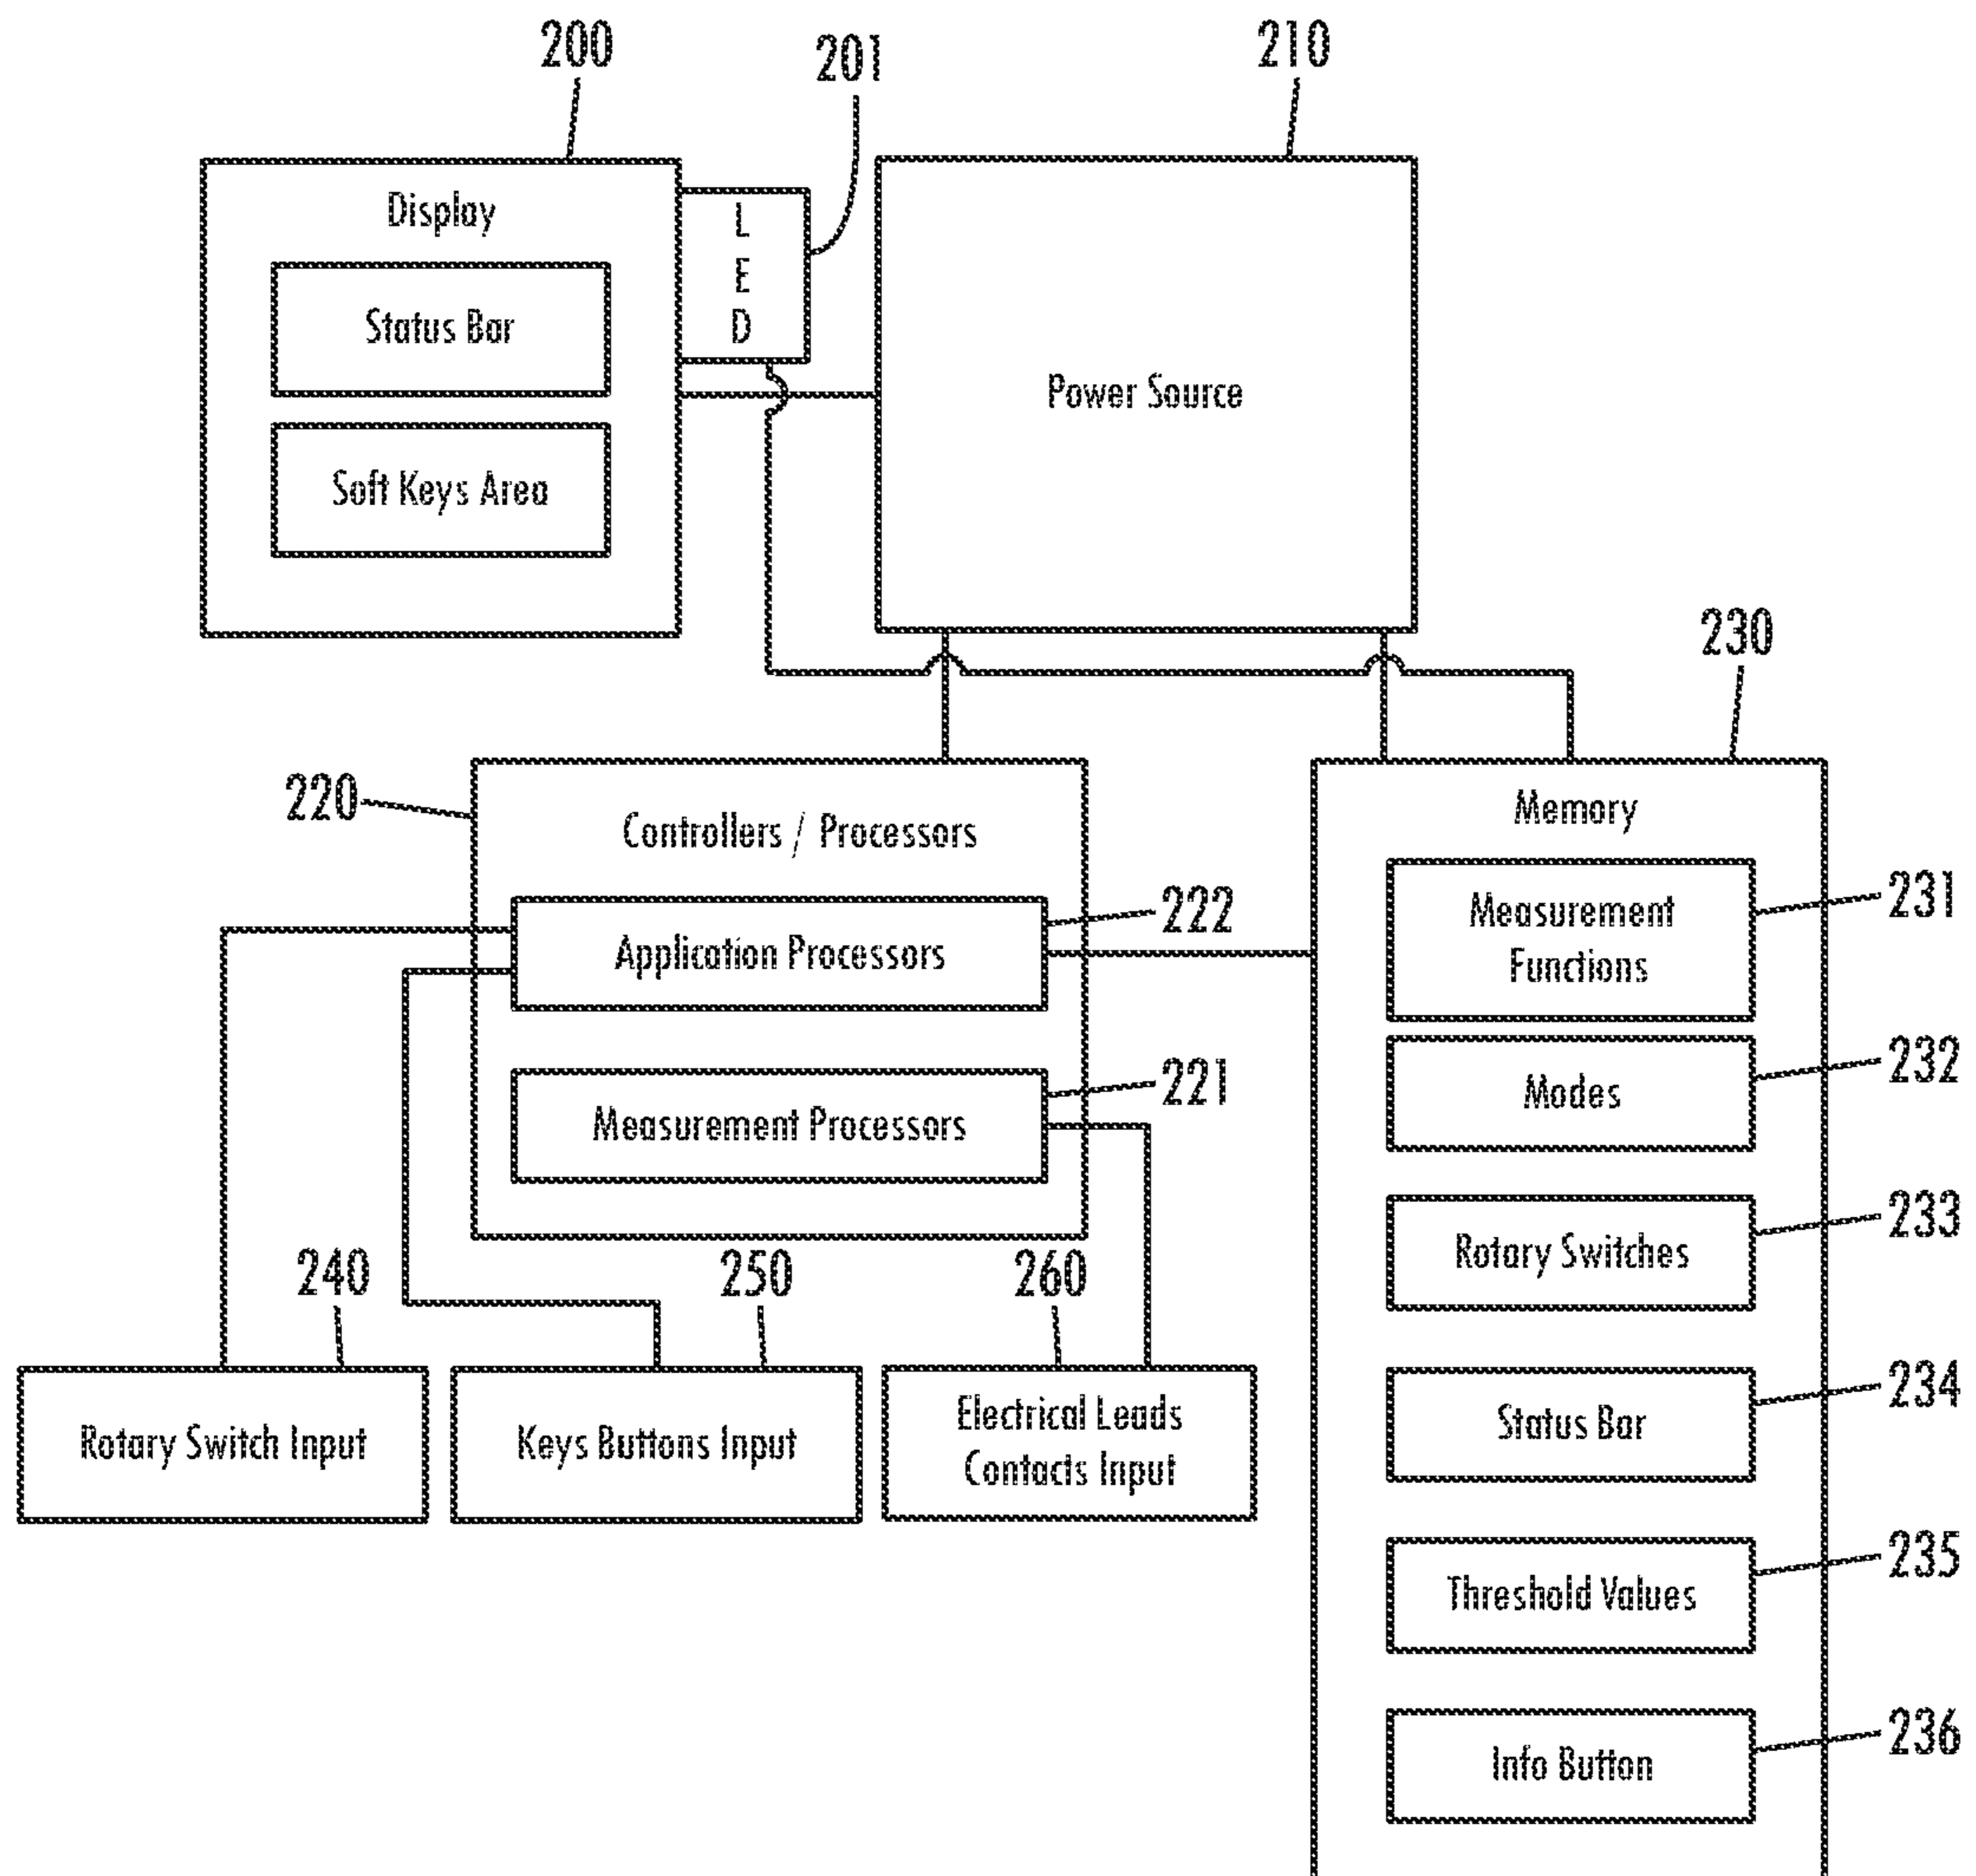 200
201
210
Display
L
E
D
Status Bar
Soft Keys Area
Power Source
230
220
Controllers / Processors
Memory
222
Application Processors
Measurement
Functions
231
221
Measurement Processors
Modes
232
Rotary Switches
233
240
250
260
Rotary Switch Input
Keys Buttons Input
Electrical Leads
Contacts Input
Status Bar
234
Threshold Values
235
Info Button
236